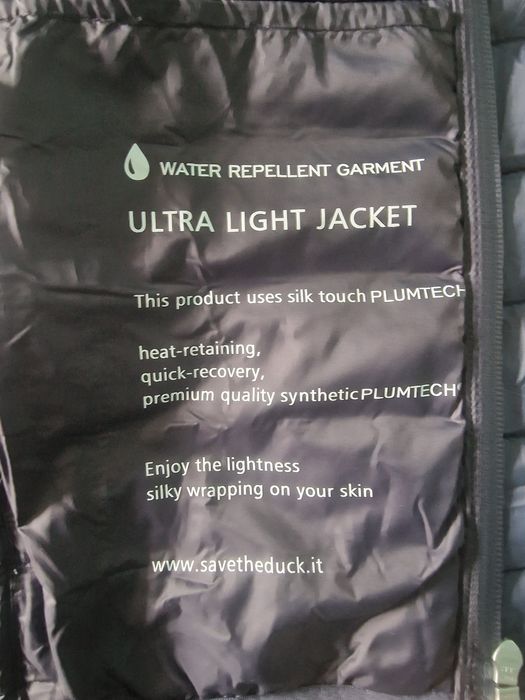 WATER REPELLENT GARMENT
ULTRA LIGHT JACKET
This product uses silk touch PLUMTECH
heat-retaining,
quick-recovery,
premium quality synthetic PLUMTECH®
Enjoy the lightness
silky wrapping on your skin
www.savetheduck.it